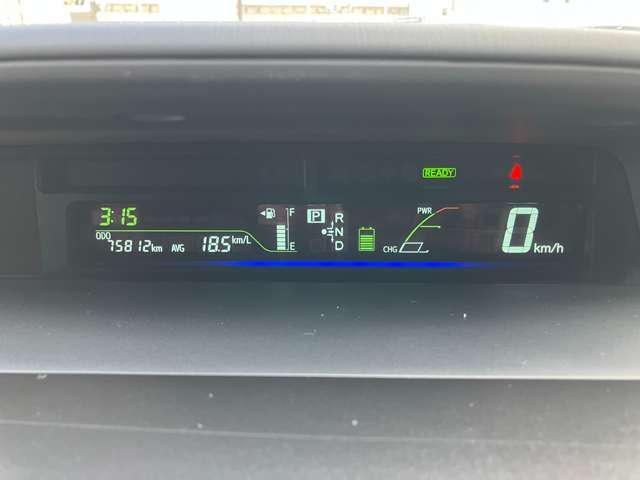 READY
3:15
ODO
75812km AVG 18.5km/L
F
E
P
R
N
D
PWR
CHG
0km/h